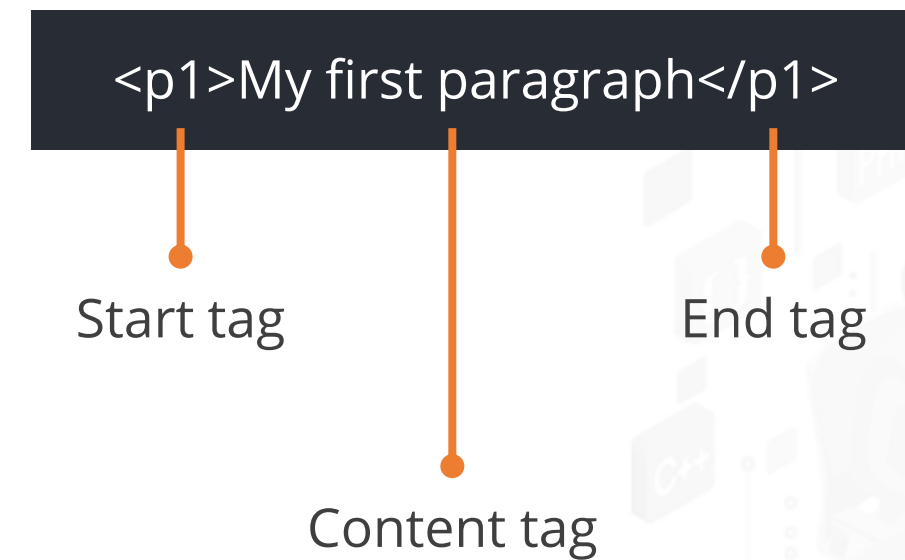 <p1>My first paragraph</p1>
Start tag
End tag
Content tag
C++